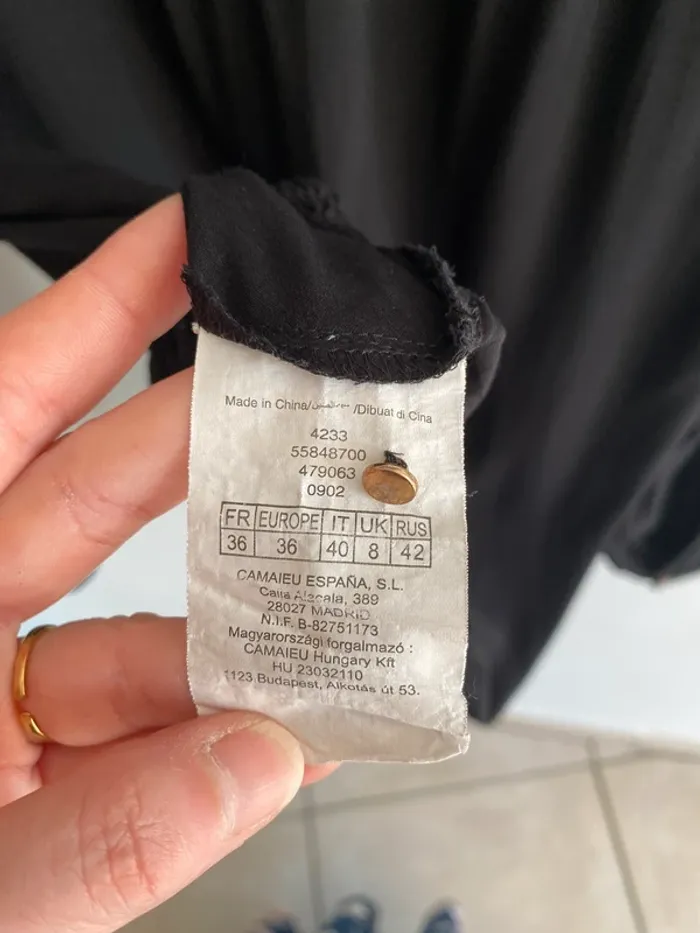 Made in China/ /Dibuat di Cina
4233
55848700
479063
0902
FR EUROPE IT UK RUS
36 36 40 8 42
CAMAIEU ESPAÑA, S.L.
Calle Alcala, 389
28027 MADRID
N.I.F. B-82751173
Magyarországi forgalmazó :
CAMAIEU Hungary Kft
HU 23032110
1123 Budapest, Alkotás út 53.